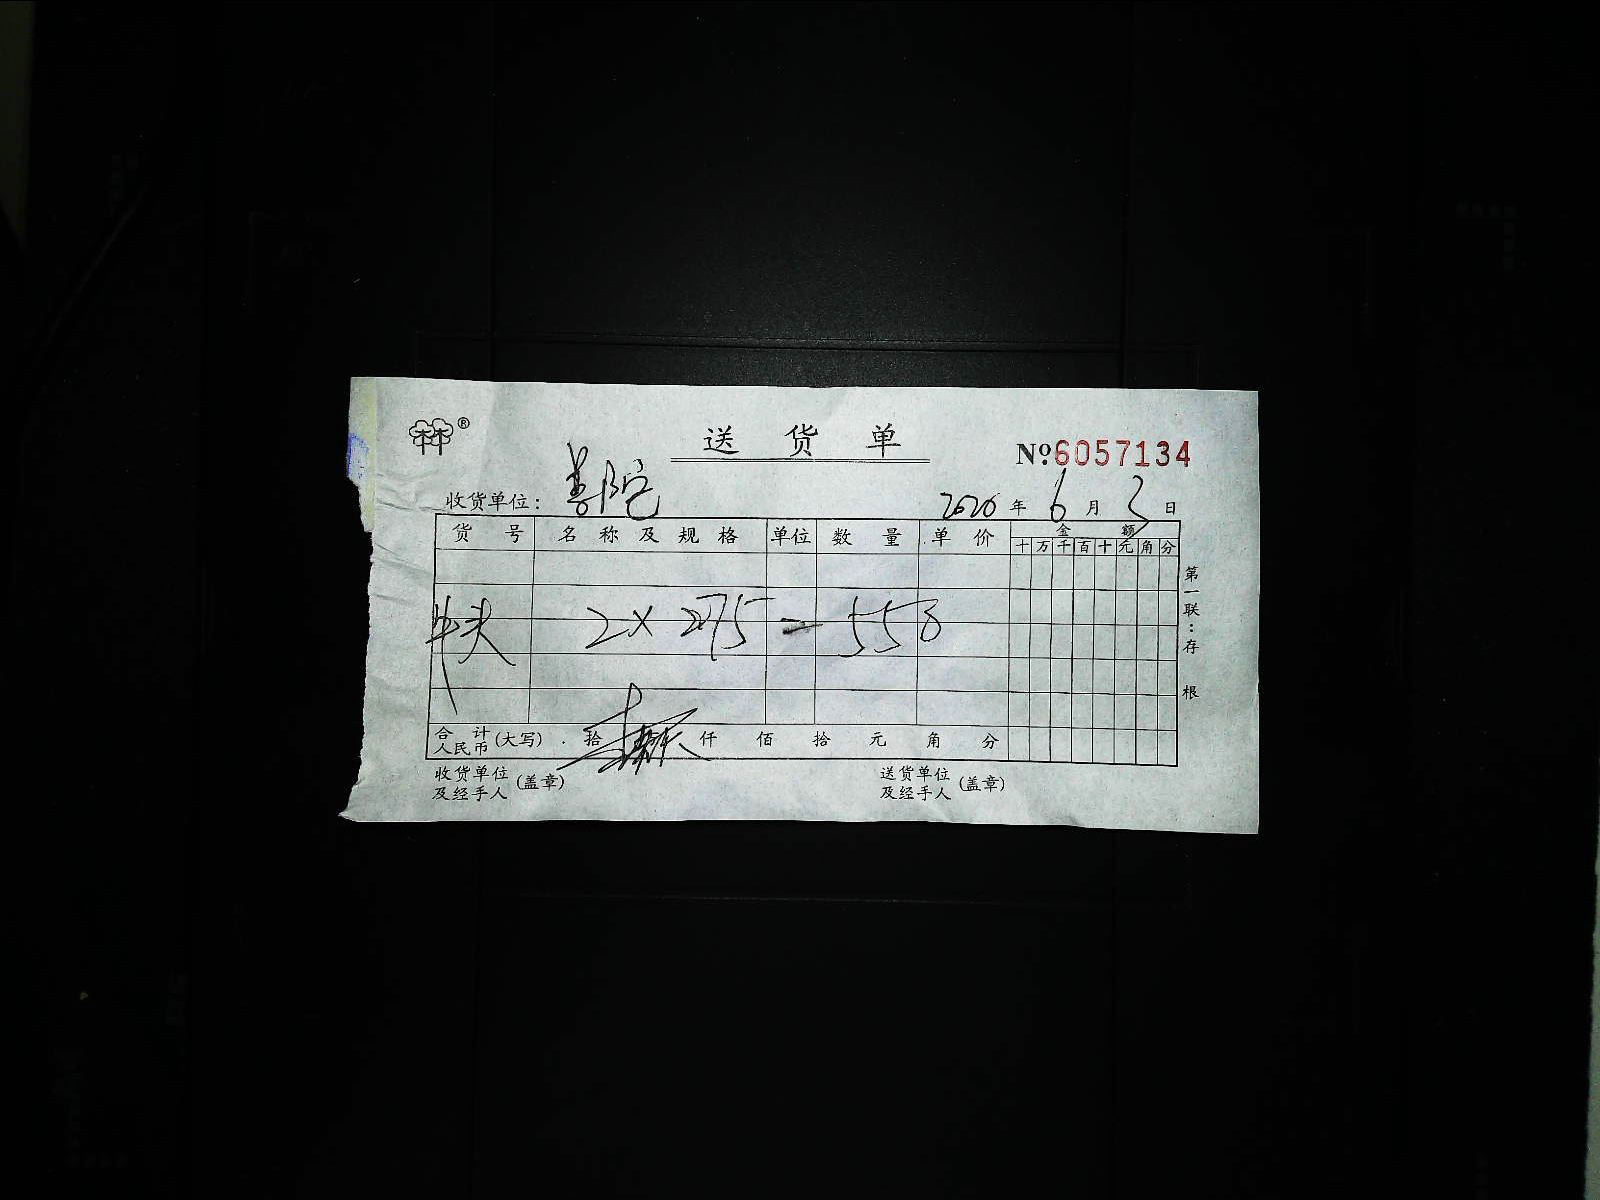 ®
送 货 单
№6057134
收货单位： 2020 年 6 月 3 日
货 号 名 称 及 规 格 单位 数 量 单 价 金 额
十 万 千 百 十 元 角 分
2× 275 = 558
合 计
人民币 (大写) 拾 仟 佰 拾 元 角 分
收货单位
及经手人 (盖章)
送货单位
及经手人 (盖章)
第一联：存 根